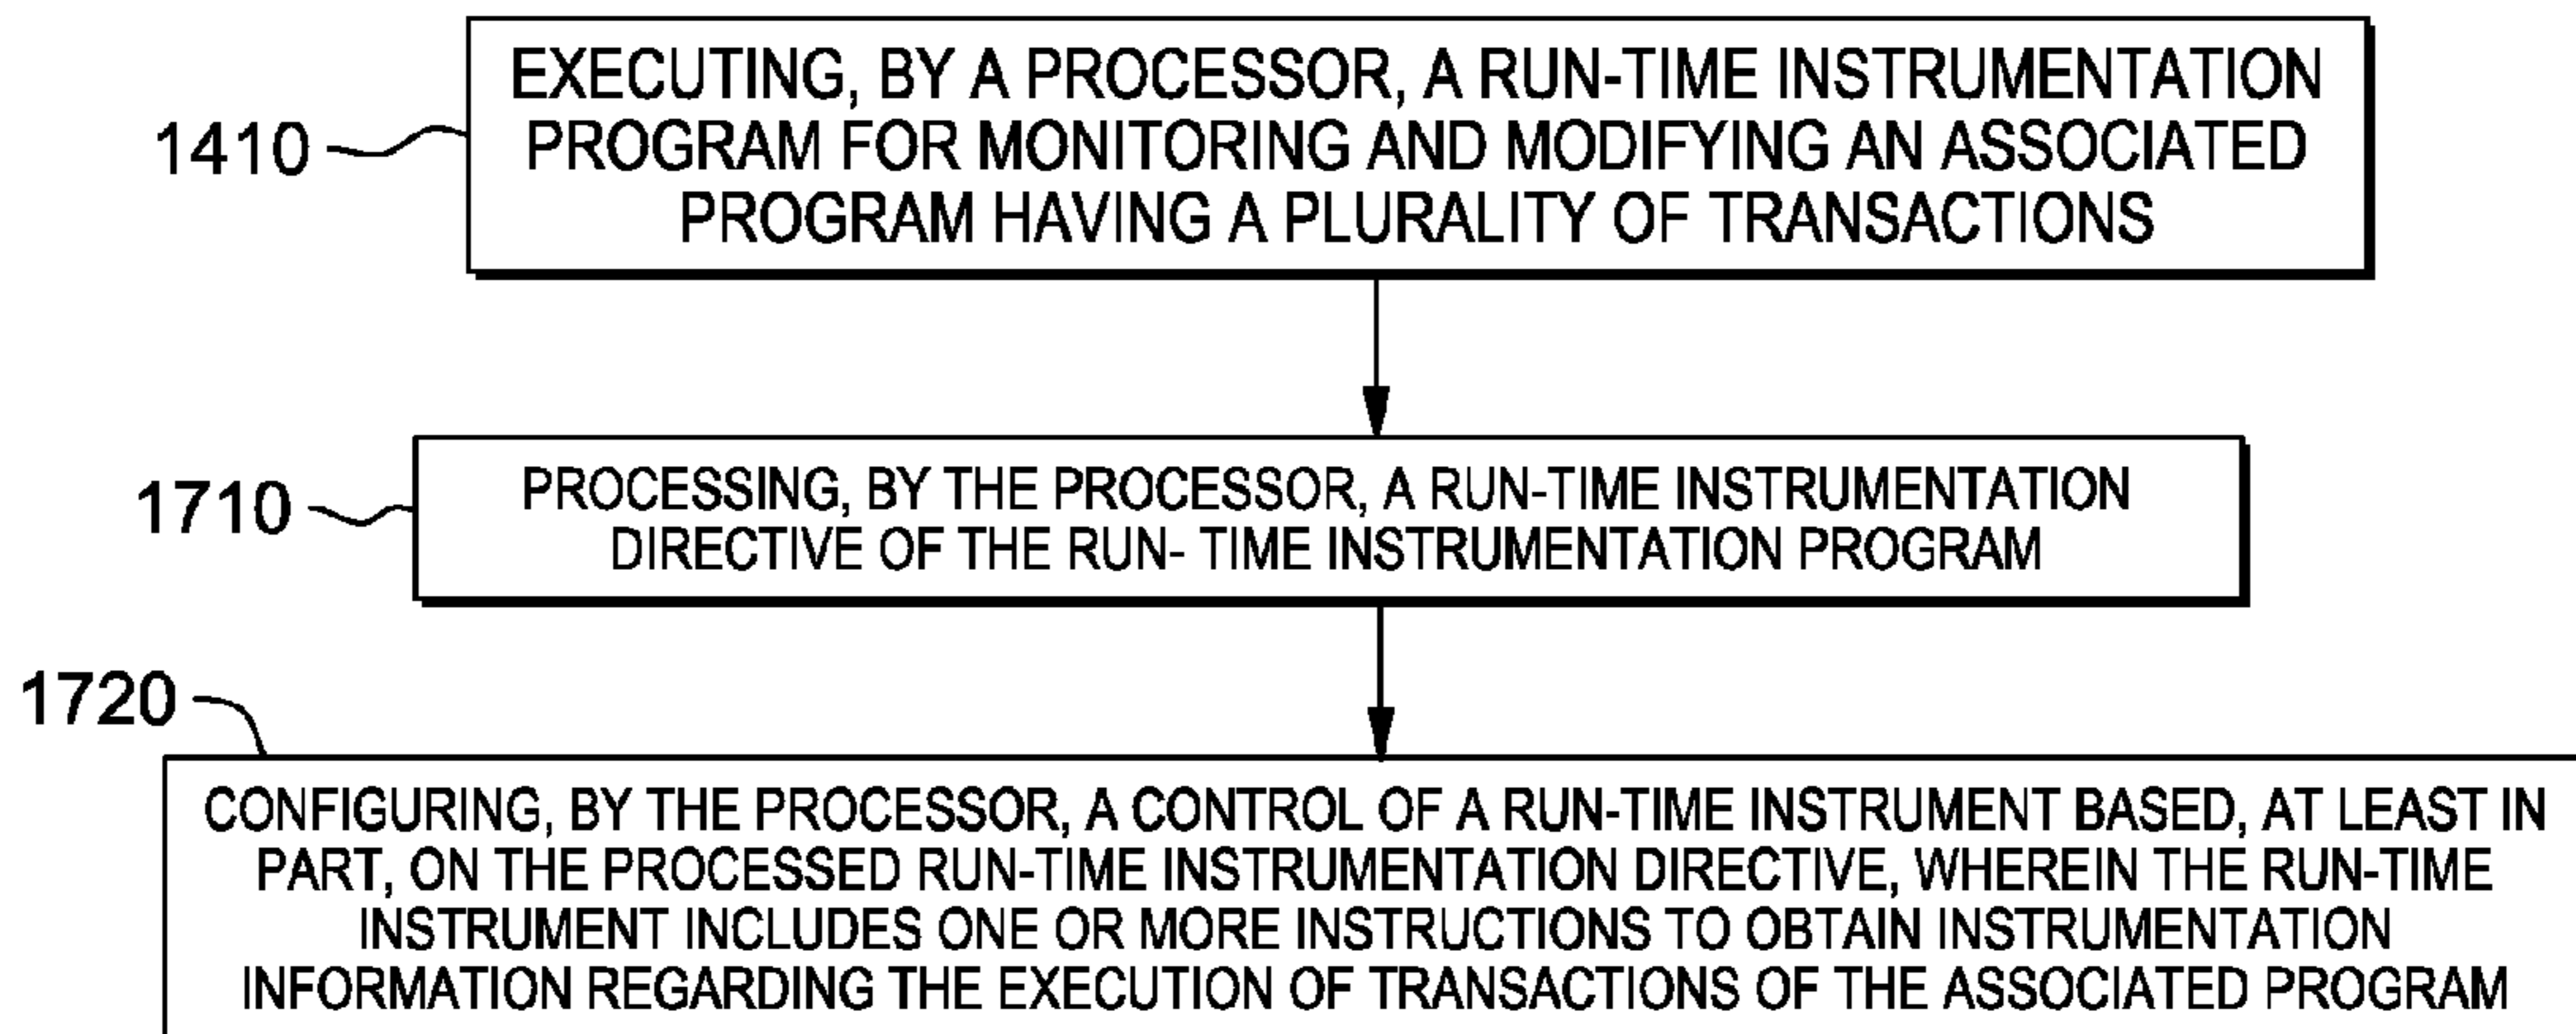 1410
EXECUTING, BY A PROCESSOR, A RUN-TIME INSTRUMENTATION
PROGRAM FOR MONITORING AND MODIFYING AN ASSOCIATED
PROGRAM HAVING A PLURALITY OF TRANSACTIONS
1710
PROCESSING, BY THE PROCESSOR, A RUN-TIME INSTRUMENTATION
DIRECTIVE OF THE RUN- TIME INSTRUMENTATION PROGRAM
1720
CONFIGURING, BY THE PROCESSOR, A CONTROL OF A RUN-TIME INSTRUMENT BASED, AT LEAST IN
PART, ON THE PROCESSED RUN-TIME INSTRUMENTATION DIRECTIVE, WHEREIN THE RUN-TIME
INSTRUMENT INCLUDES ONE OR MORE INSTRUCTIONS TO OBTAIN INSTRUMENTATION
INFORMATION REGARDING THE EXECUTION OF TRANSACTIONS OF THE ASSOCIATED PROGRAM